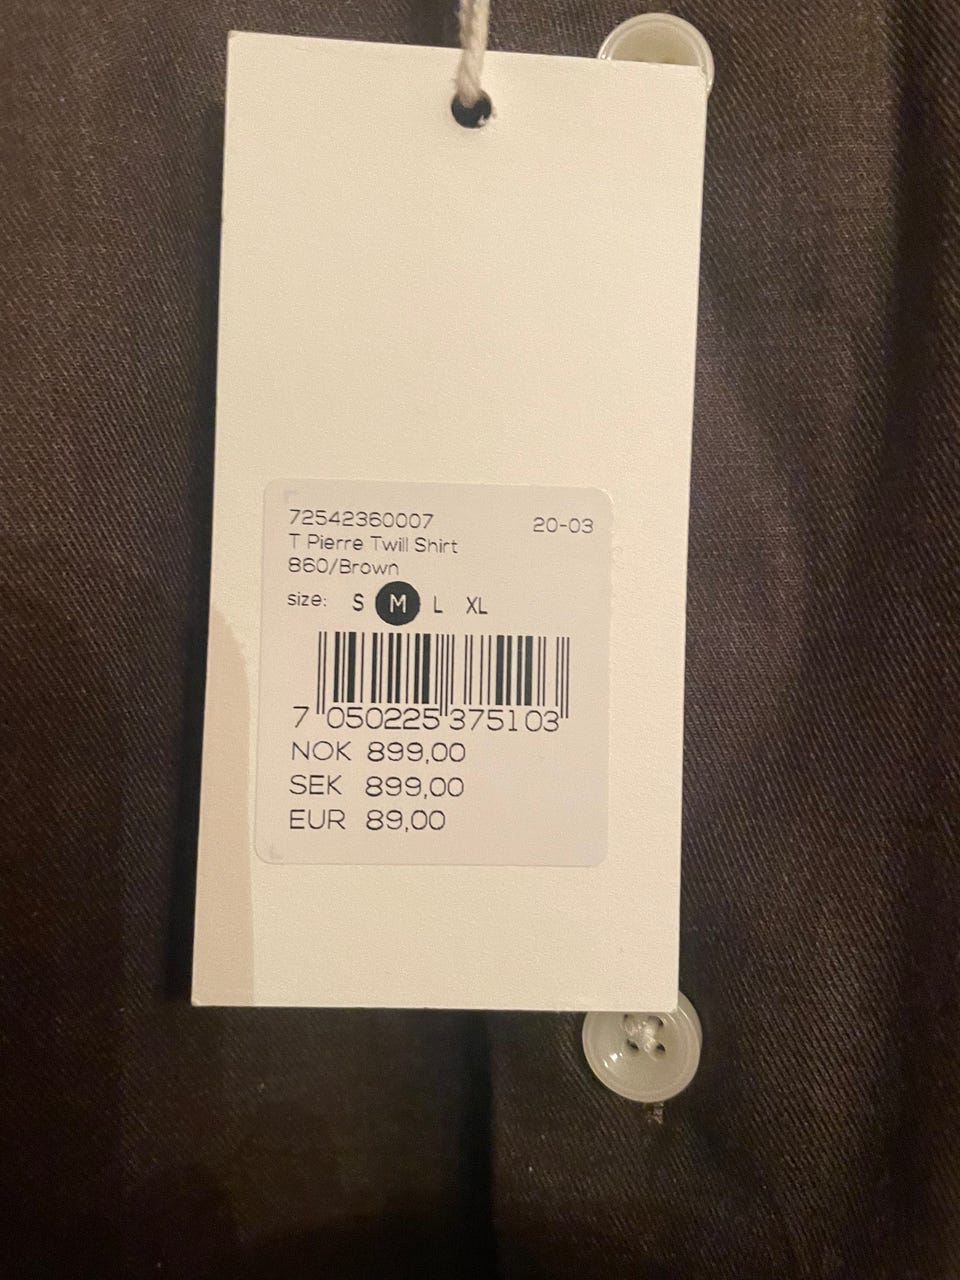 72542360007 20-03
T Pierre Twill Shirt
860/Brown
size: S M L XL
7 050225 375103
NOK 899,00
SEK 899,00
EUR 89,00